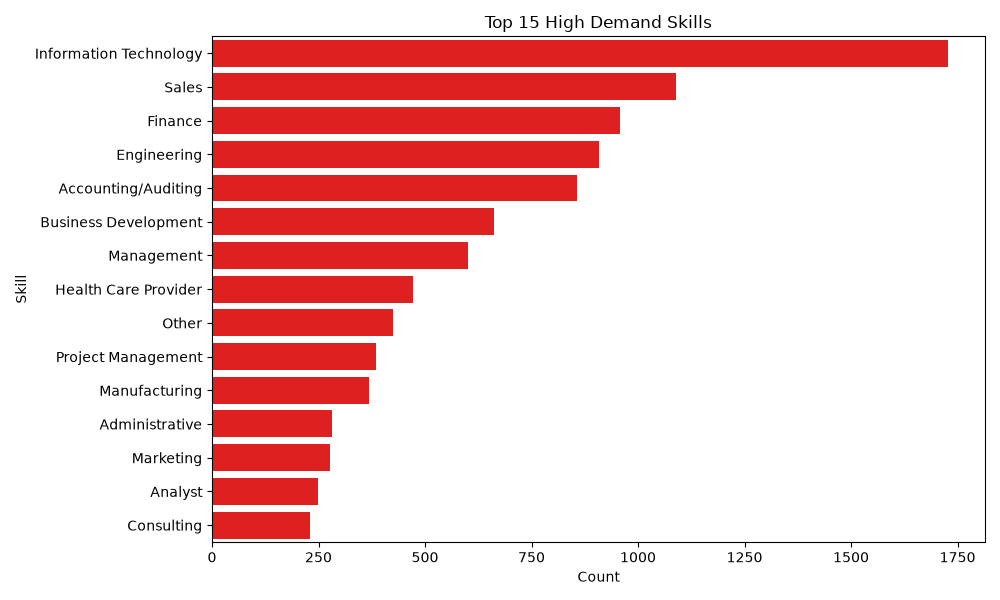 Top 15 High Demand Skills
Skill
Information Technology
Sales
Finance
Engineering
Accounting/Auditing
Business Development
Management
Health Care Provider
Other
Project Management
Manufacturing
Administrative
Marketing
Analyst
Consulting
0 250 500 750 1000 1250 1500 1750
Count